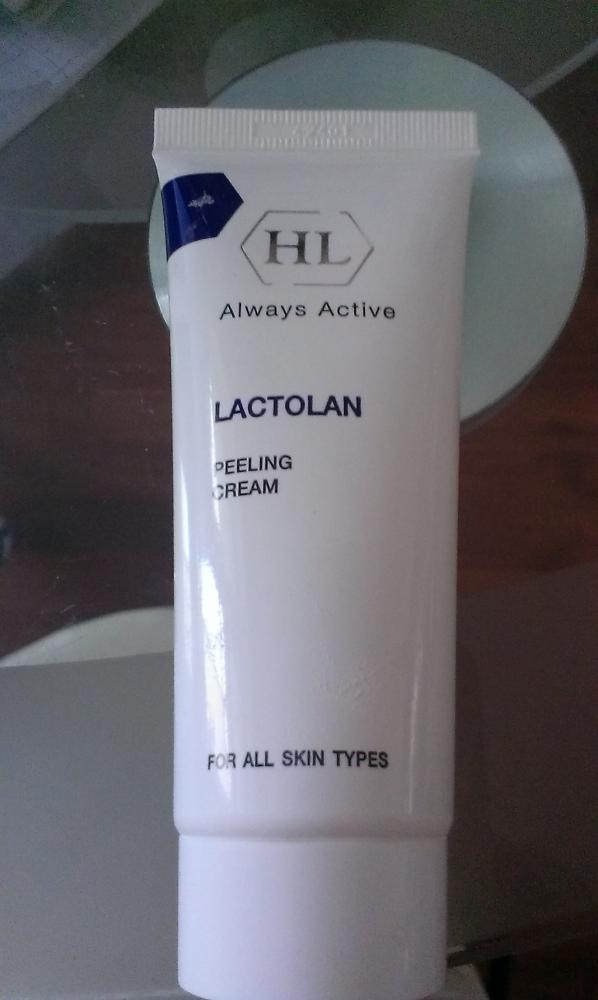 HL
Always Active
LACTOLAN
PEELING
CREAM
FOR ALL SKIN TYPES